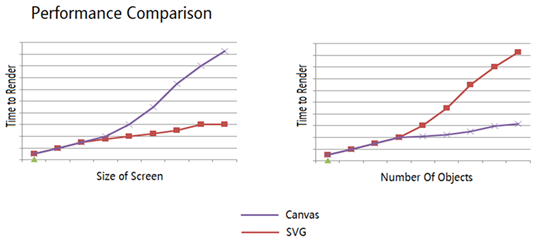 Performance Comparison
Time to Render
Size of Screen
Time to Render
Number Of Objects
Canvas
SVG